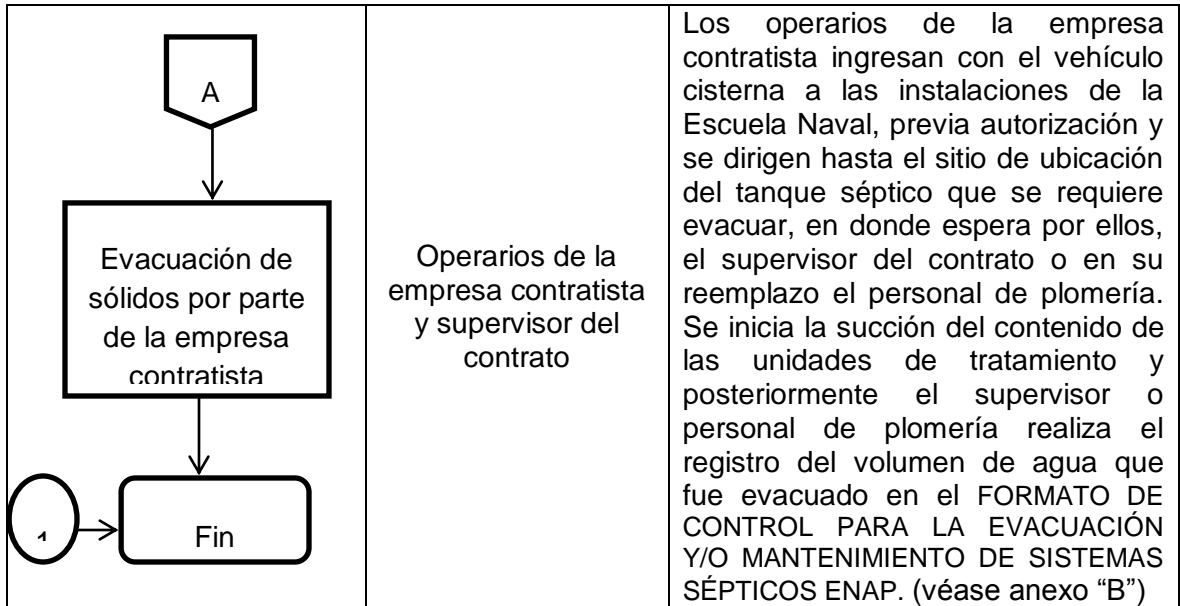 A
Evacuación de
sólidos por parte
de la empresa
contratista
1
Fin
Operarios de la
empresa contratista
y supervisor del
contrato
Los operarios de la empresa
contratista ingresan con el vehículo
cisterna a las instalaciones de la
Escuela Naval, previa autorización y
se dirigen hasta el sitio de ubicación
del tanque séptico que se requiere
evacuar, en donde espera por ellos,
el supervisor del contrato o en su
reemplazo el personal de plomería.
Se inicia la succión del contenido de
las unidades de tratamiento y
posteriormente el supervisor o
personal de plomería realiza el
registro del volumen de agua que
fue evacuado en el FORMATO DE
CONTROL PARA LA EVACUACIÓN
Y/O MANTENIMIENTO DE SISTEMAS
SÉPTICOS ENAP. (véase anexo “B”)